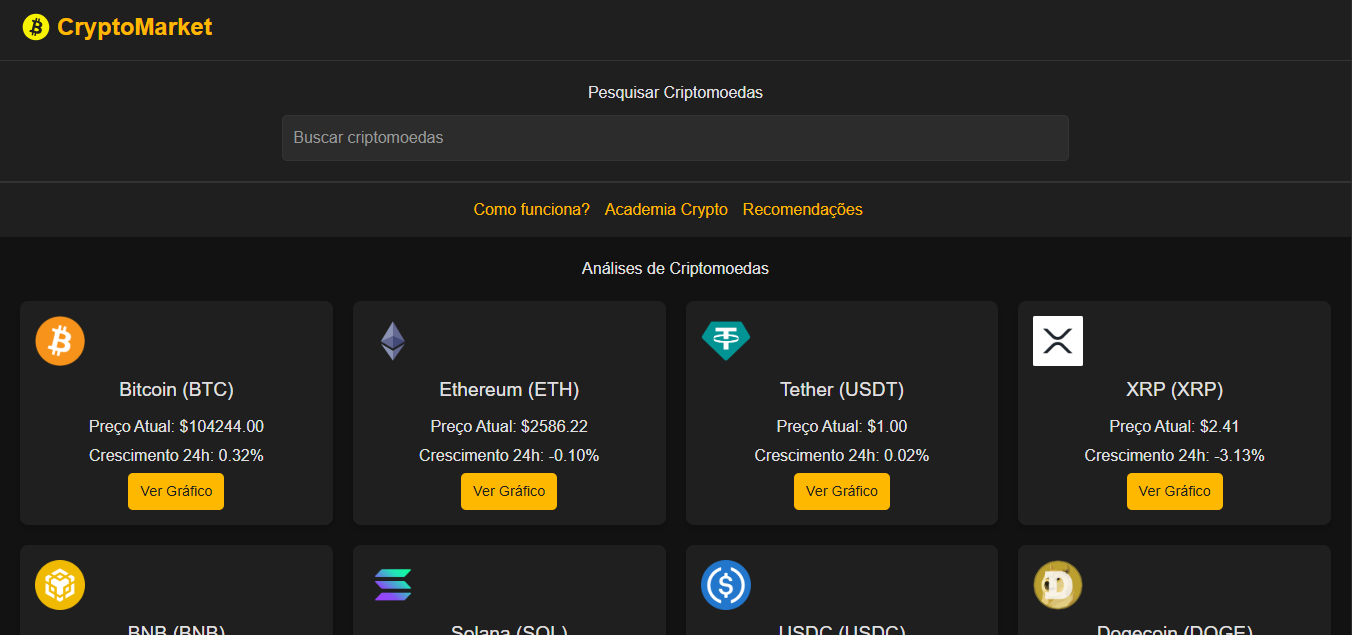 CryptoMarket
Pesquisar Criptomoedas
Buscar criptomoedas
Como funciona? Academia Crypto Recomendações
Análises de Criptomoedas
Bitcoin (BTC) Ethereum (ETH) Tether (USDT) XRP (XRP)
Preço Atual: $104244.00 Preço Atual: $2586.22 Preço Atual: $1.00 Preço Atual: $2.41
Crescimento 24h: 0.32% Crescimento 24h: -0.10% Crescimento 24h: 0.02% Crescimento 24h: -3.13%
Ver Gráfico Ver Gráfico Ver Gráfico Ver Gráfico
BNB (BNB) Solana (SOL) USDC (USDC) Dogecoin (DOGE)